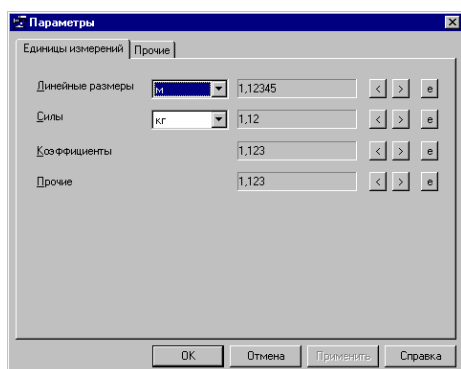 Параметры
Единицы измерений Прочие
Линейные размеры м 1,12345 < > e
Силы кг 1,12 < > e
Коэффициенты 1,123 < > e
Прочие 1,123 < > e
OK Отмена Применить Справка